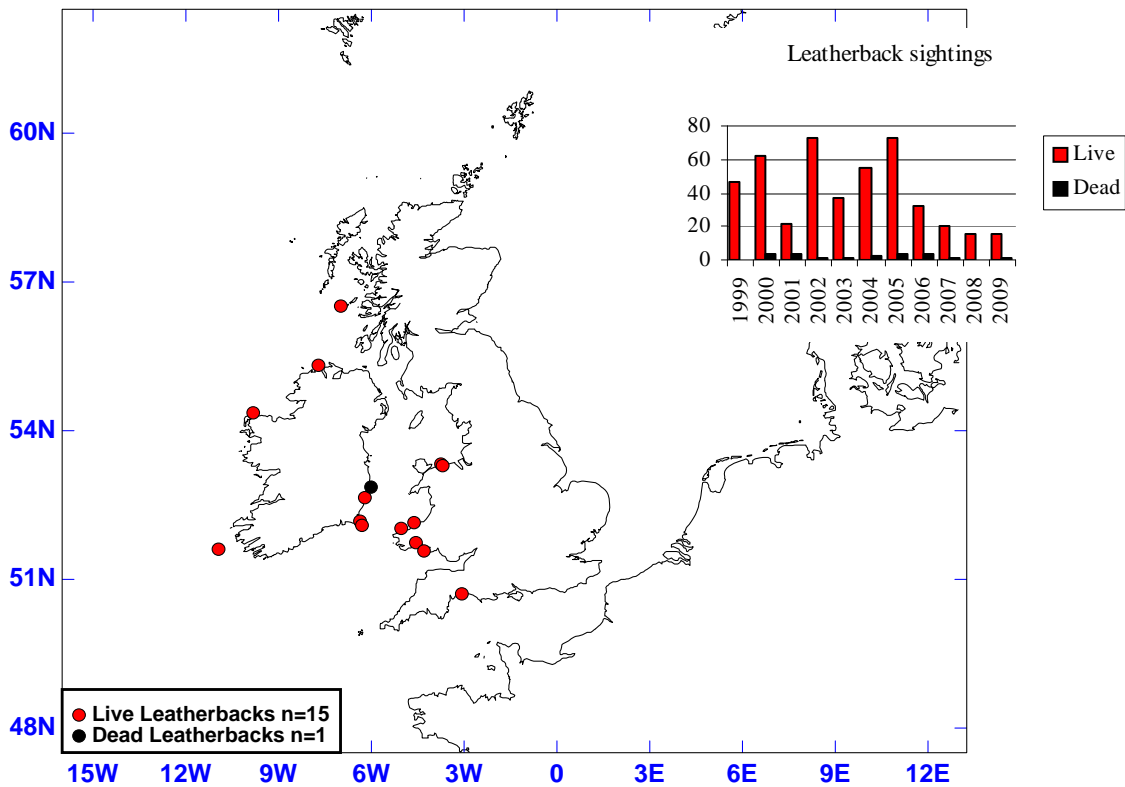 Leatherback sightings
80
60
40
20
0
1999
2000
2001
2002
2003
2004
2005
2006
2007
2008
2009
Live
Dead
60N
57N
54N
51N
48N
Live Leatherbacks n=15
Dead Leatherbacks n=1
15W 12W 9W 6W 3W 0 3E 6E 9E 12E